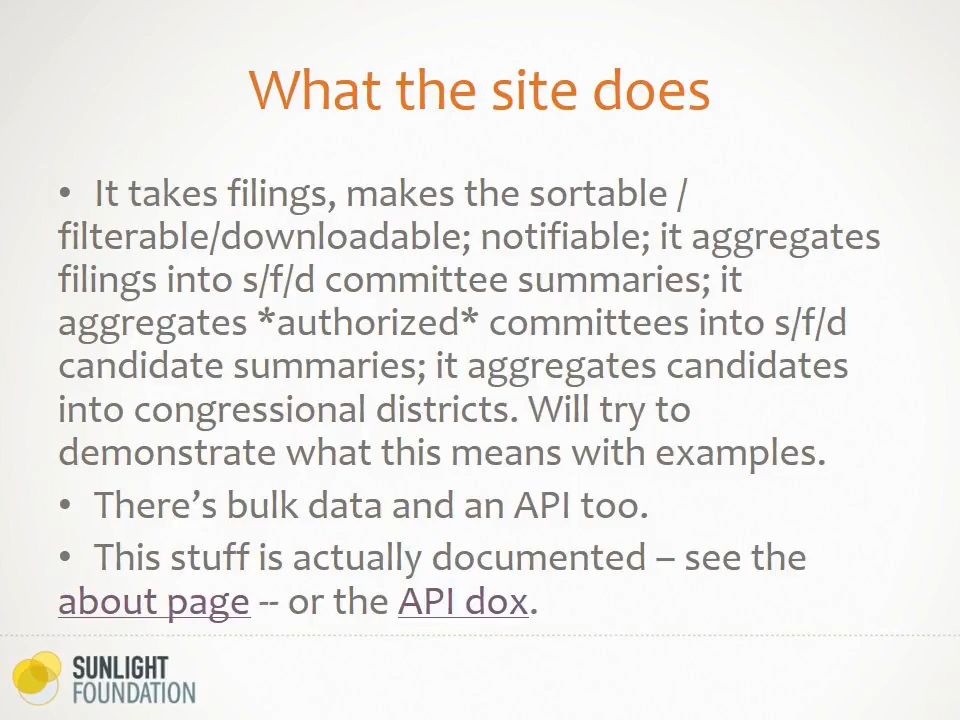 What the site does
• It takes filings, makes the sortable /
filterable/downloadable; notifiable; it aggregates
filings into s/f/d committee summaries; it
aggregates *authorized* committees into s/f/d
candidate summaries; it aggregates candidates
into congressional districts. Will try to
demonstrate what this means with examples.
• There’s bulk data and an API too.
• This stuff is actually documented – see the
about page -- or the API dox.
SUNLIGHT
FOUNDATION